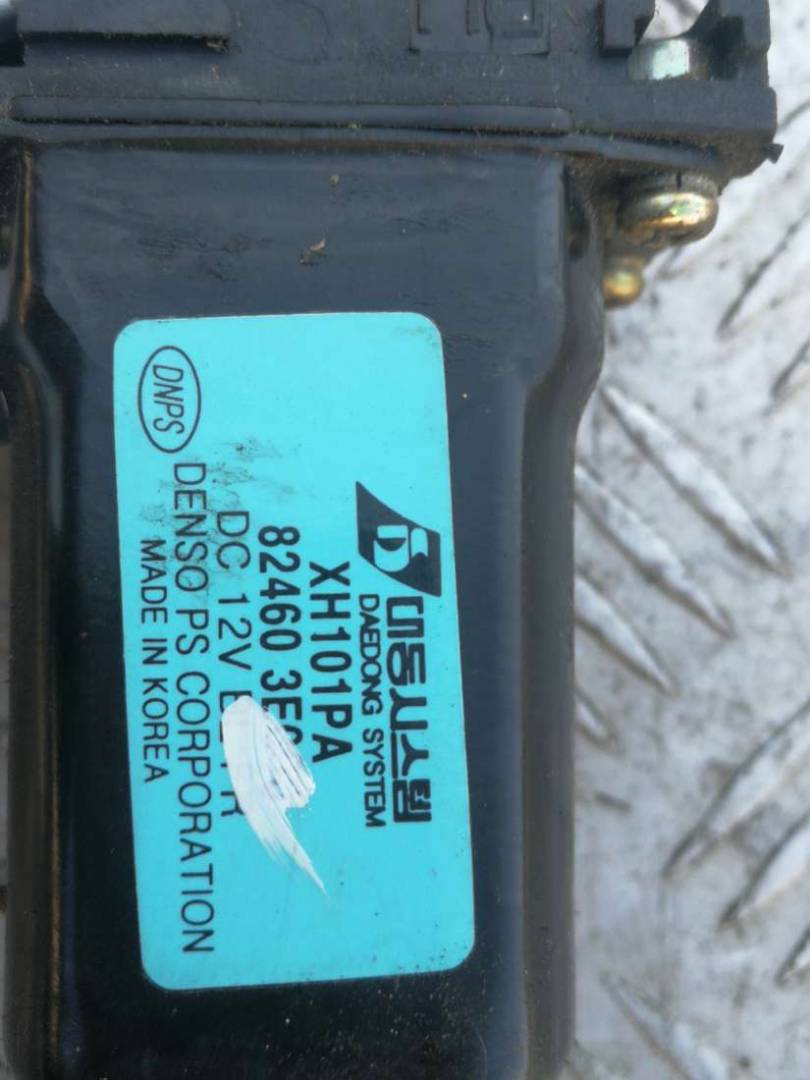 대동시스템
DAEDONG SYSTEM
XH101PA
82460 3E
DC 12V
DENSO PS CORPORATION
MADE IN KOREA
DNPS